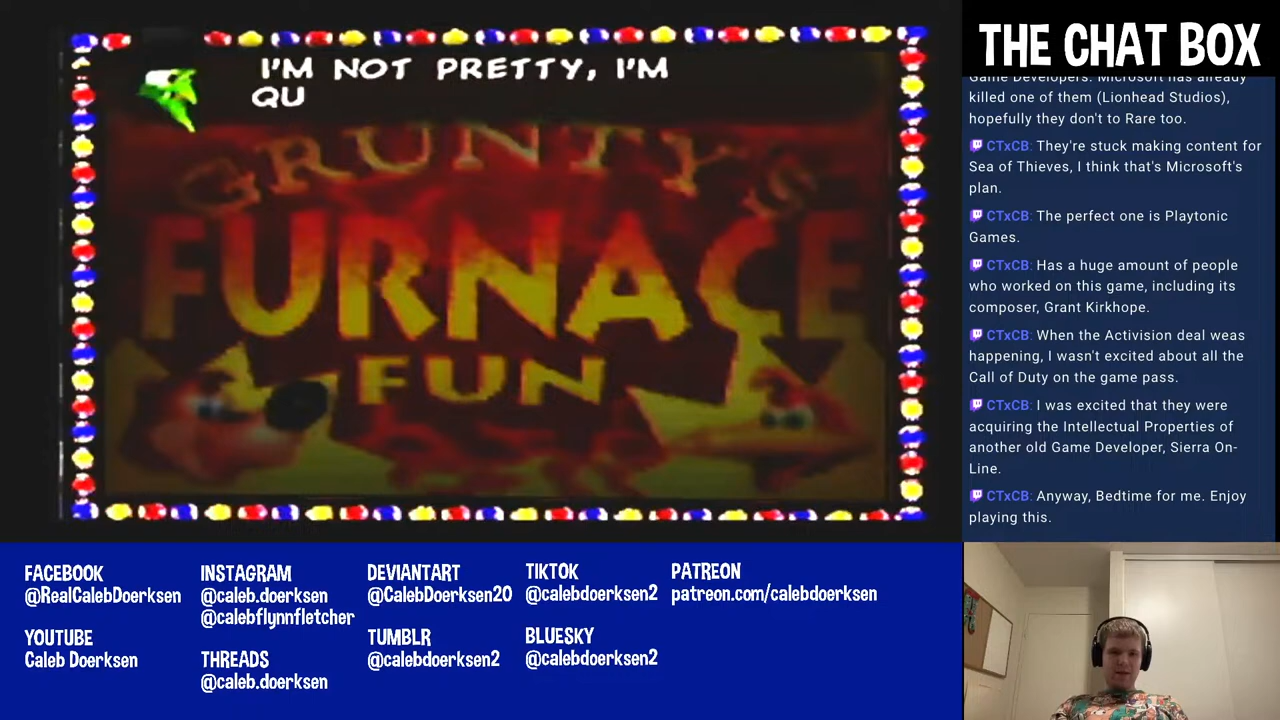 I'M NOT PRETTY, I'M
QU
GRUNTY'S
FURNACE
FUN
THE CHAT BOX
Game Developers. Microsoft has already
killed one of them (Lionhead Studios),
hopefully they don't to Rare too.
CTxCB: They're stuck making content for
Sea of Thieves, I think that's Microsoft's
plan.
CTxCB: The perfect one is Playtonic
Games.
CTxCB: Has a huge amount of people
who worked on this game, including its
composer, Grant Kirkhope.
CTxCB: When the Activision deal weas
happening, I wasn't excited about all the
Call of Duty on the game pass.
CTxCB: I was excited that they were
acquiring the Intellectual Properties of
another old Game Developer, Sierra On-
Line.
CTxCB: Anyway, Bedtime for me. Enjoy
playing this.
FACEBOOK
@RealCalebDoerksen
YOUTUBE
Caleb Doerksen
INSTAGRAM
@caleb.doerksen
@calebflynnfletcher
THREADS
@caleb.doerksen
DEVIANTART
@CalebDoerksen20
TUMBLR
@calebdoerksen2
TIKTOK
@calebdoerksen2
BLUESKY
@calebdoerksen2
PATREON
patreon.com/calebdoerksen